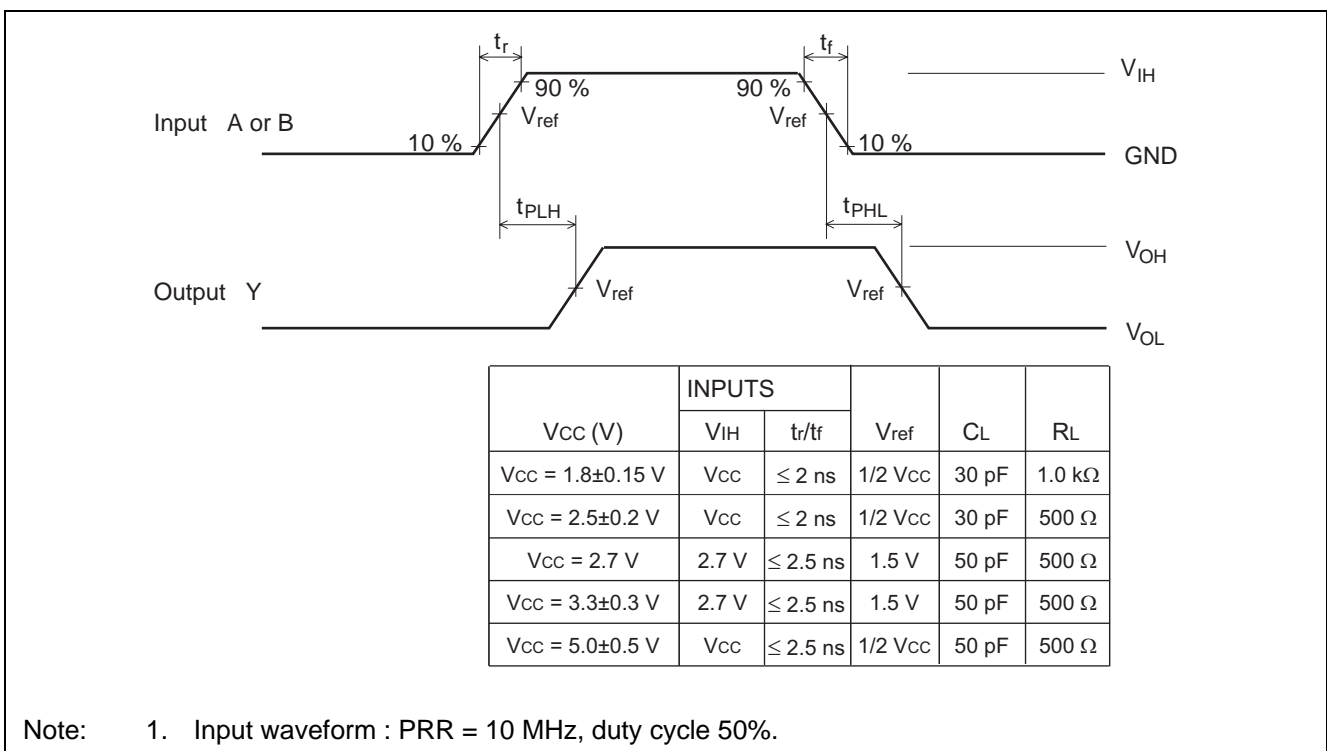 tr tf
VIH
90 % 90 %
Input A or B Vref Vref
10 % 10 %
GND
tPLH tPHL
VOH
Output Y Vref Vref
VOL
INPUTS
VCC (V) VIH tr/tf Vref CL RL
VCC = 1.8±0.15 V VCC ≤ 2 ns 1/2 VCC 30 pF 1.0 kΩ
VCC = 2.5±0.2 V VCC ≤ 2 ns 1/2 VCC 30 pF 500 Ω
VCC = 2.7 V 2.7 V ≤ 2.5 ns 1.5 V 50 pF 500 Ω
VCC = 3.3±0.3 V 2.7 V ≤ 2.5 ns 1.5 V 50 pF 500 Ω
VCC = 5.0±0.5 V VCC ≤ 2.5 ns 1/2 VCC 50 pF 500 Ω
Note: 1. Input waveform : PRR = 10 MHz, duty cycle 50%.